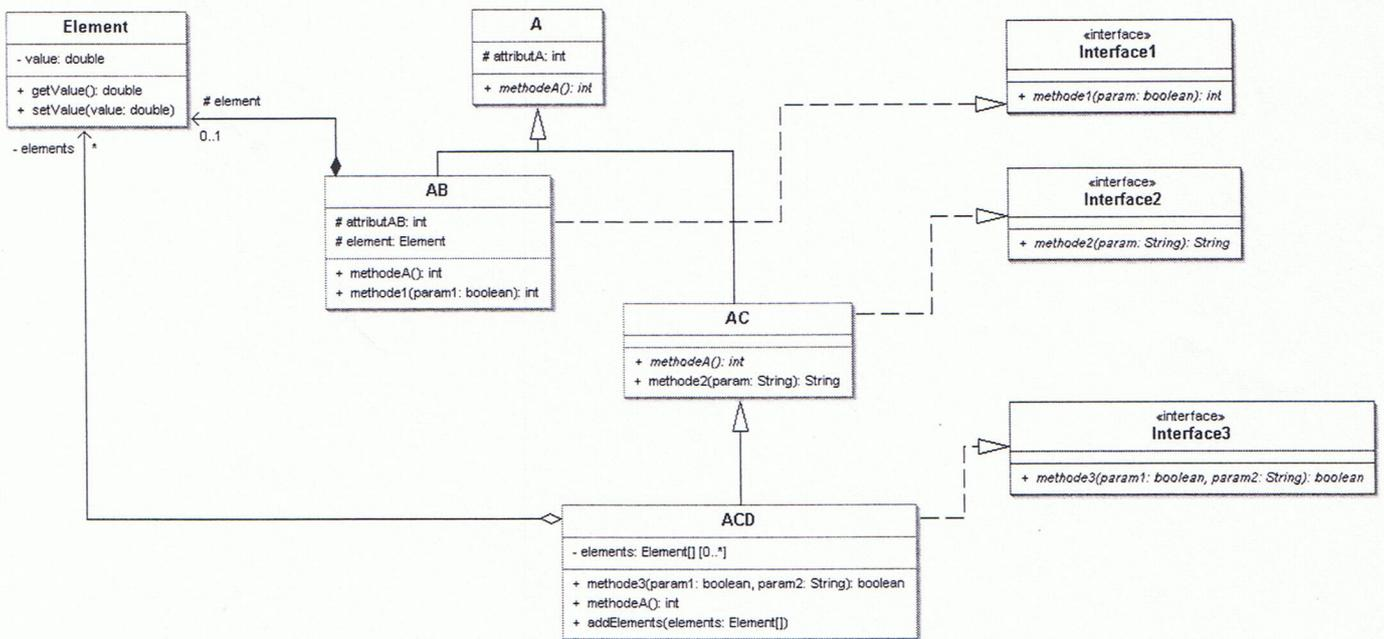 Element
- value: double
+ getValue(): double
+ setValue(value: double)
# element
0..1
- elements
*
A
# attributA: int
+ methodeA(): int
AB
# attributAB: int
# element: Element
+ methodeA(): int
+ methode1(param1: boolean): int
«interface»
Interface1
+ methode1(param: boolean): int
«interface»
Interface2
+ methode2(param: String): String
AC
+ methodeA(): int
+ methode2(param: String): String
«interface»
Interface3
+ methode3(param1: boolean, param2: String): boolean
ACD
- elements: Element[] [0..*]
+ methode3(param1: boolean, param2: String): boolean
+ methodeA(): int
+ addElements(elements: Element[])